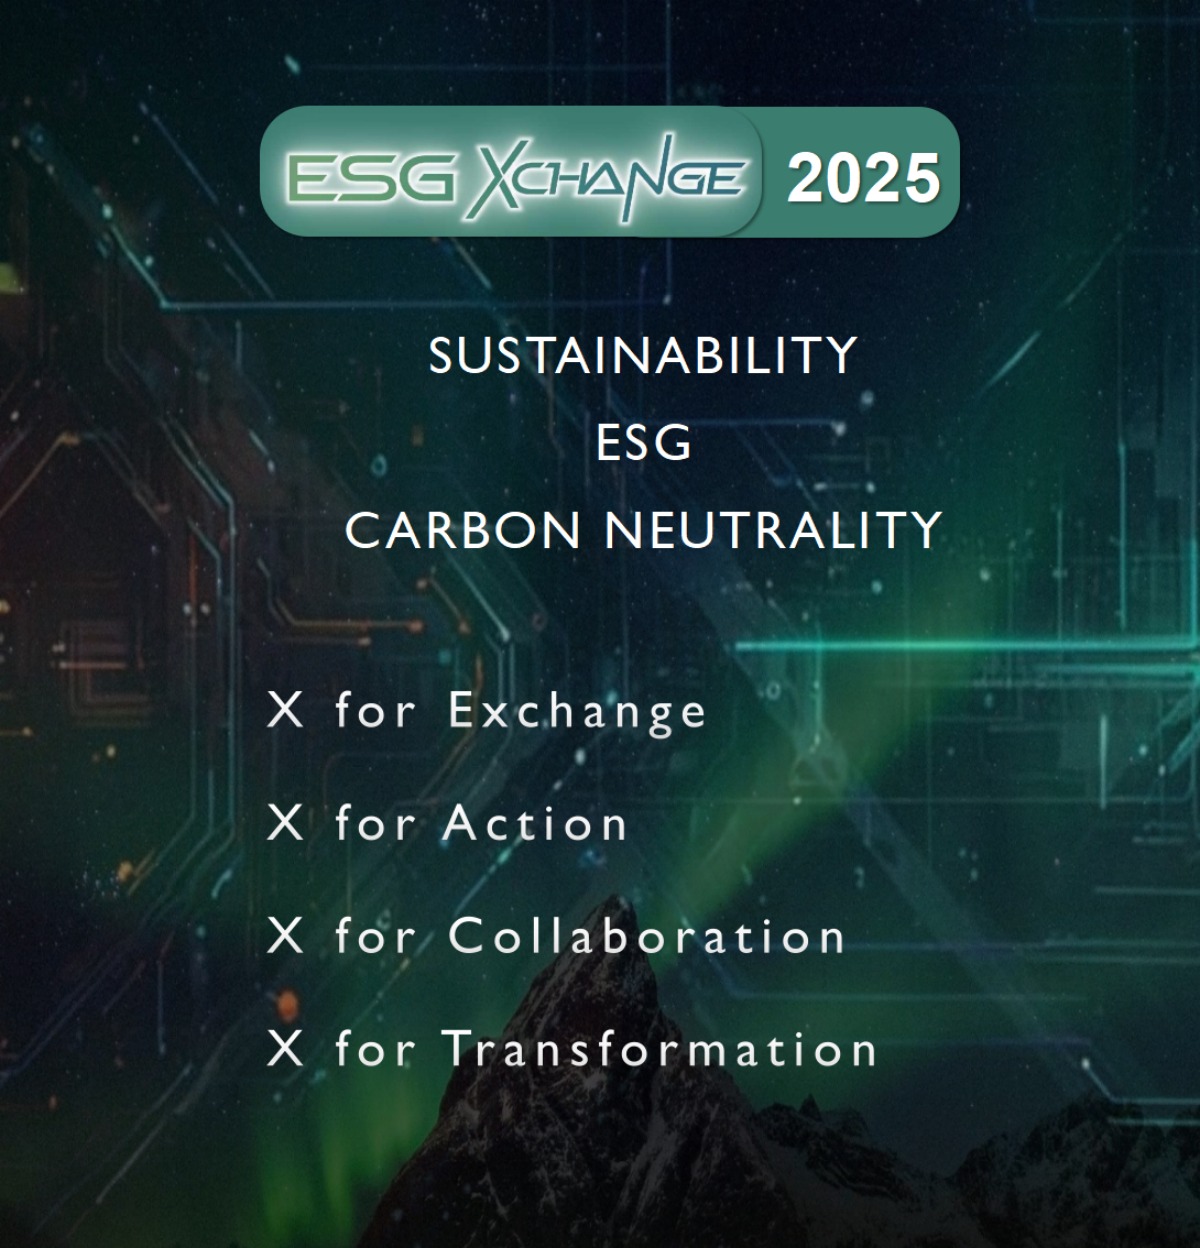 ESG XCHANGE 2025
SUSTAINABILITY
ESG
CARBON NEUTRALITY
X for Exchange
X for Action
X for Collaboration
X for Transformation